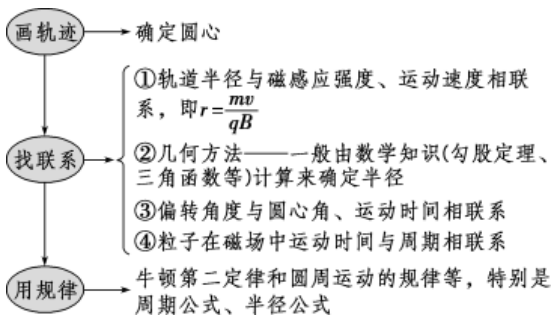 画轨迹
确定圆心
找联系
①轨道半径与磁感应强度、运动速度相联
系，即r=mv/qB
②几何方法——一般由数学知识(勾股定理、
三角函数等)计算来确定半径
③偏转角度与圆心角、运动时间相联系
④粒子在磁场中运动时间与周期相联系
用规律
牛顿第二定律和圆周运动的规律等，特别是
周期公式、半径公式